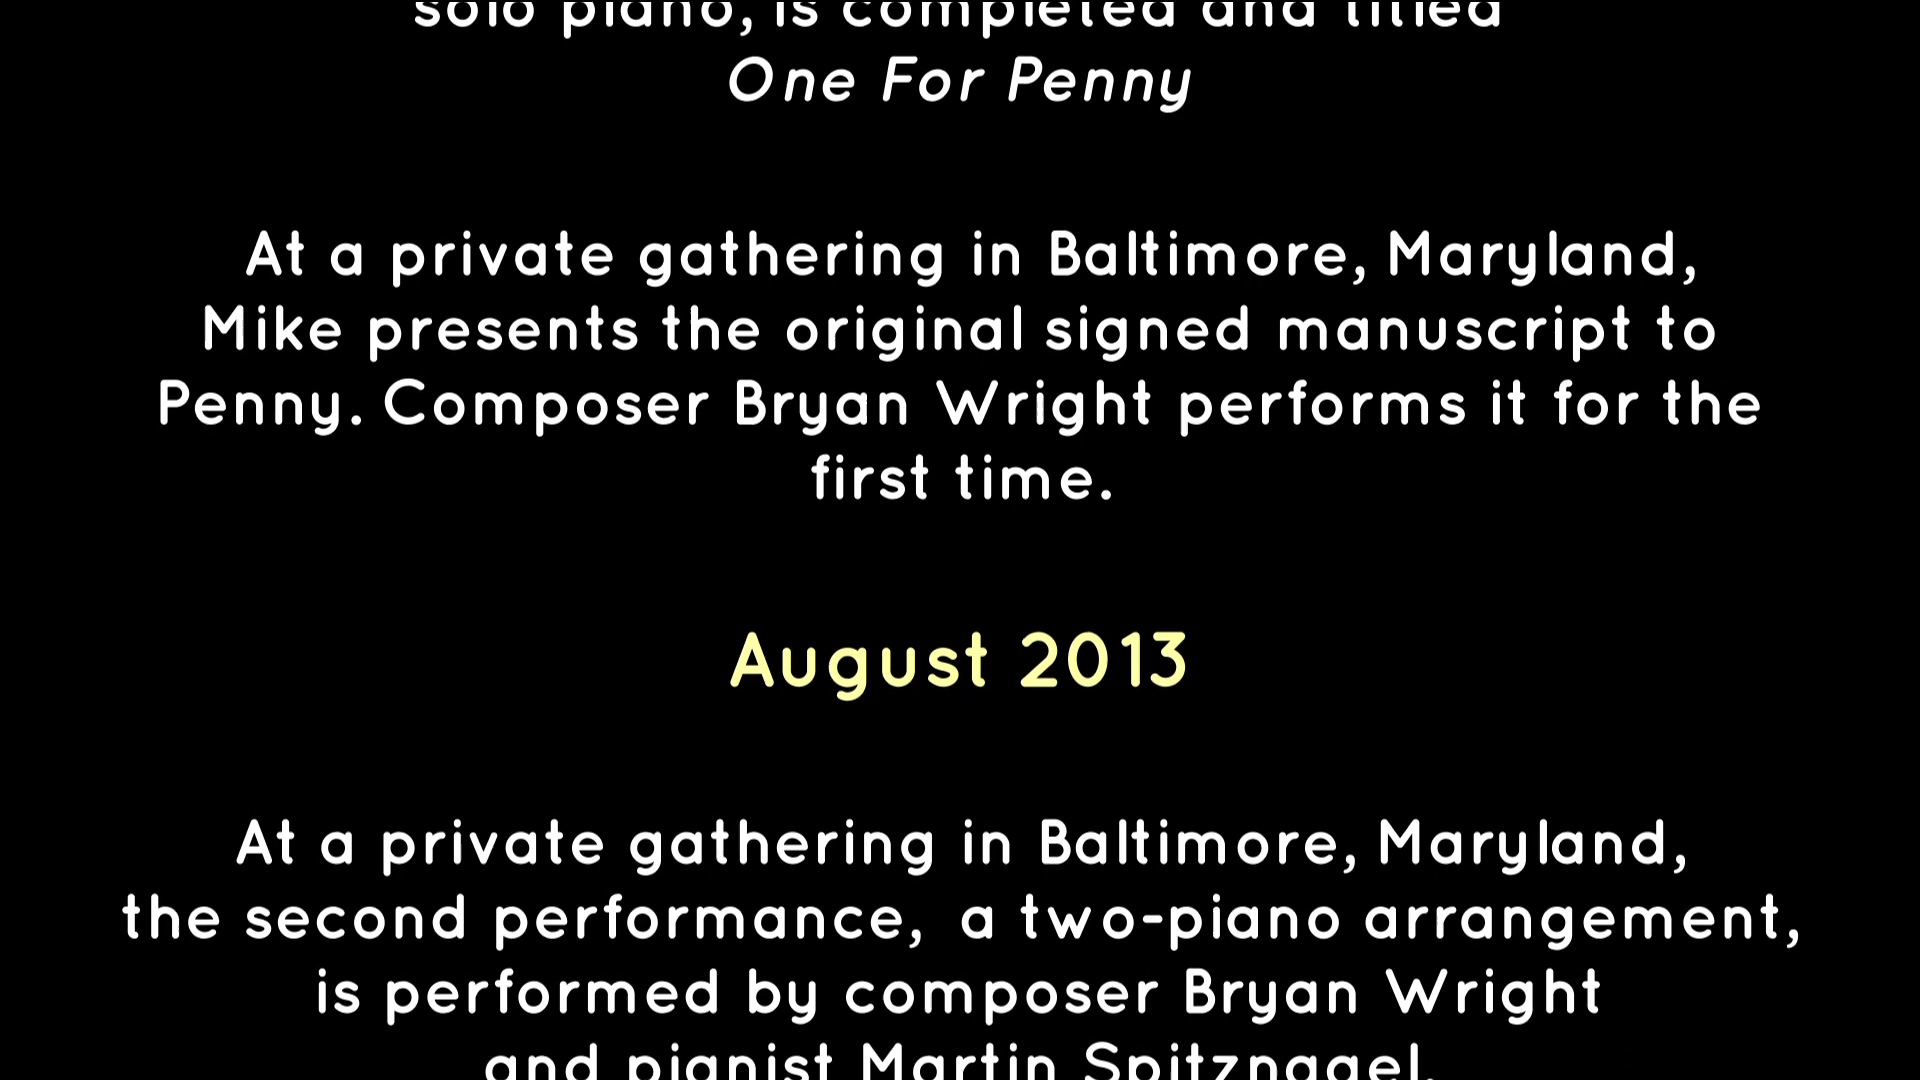 solo piano, is completed and titled
One For Penny
At a private gathering in Baltimore, Maryland,
Mike presents the original signed manuscript to
Penny. Composer Bryan Wright performs it for the
first time.
August 2013
At a private gathering in Baltimore, Maryland,
the second performance, a two-piano arrangement,
is performed by composer Bryan Wright
and pianist Martin Spitznagel.